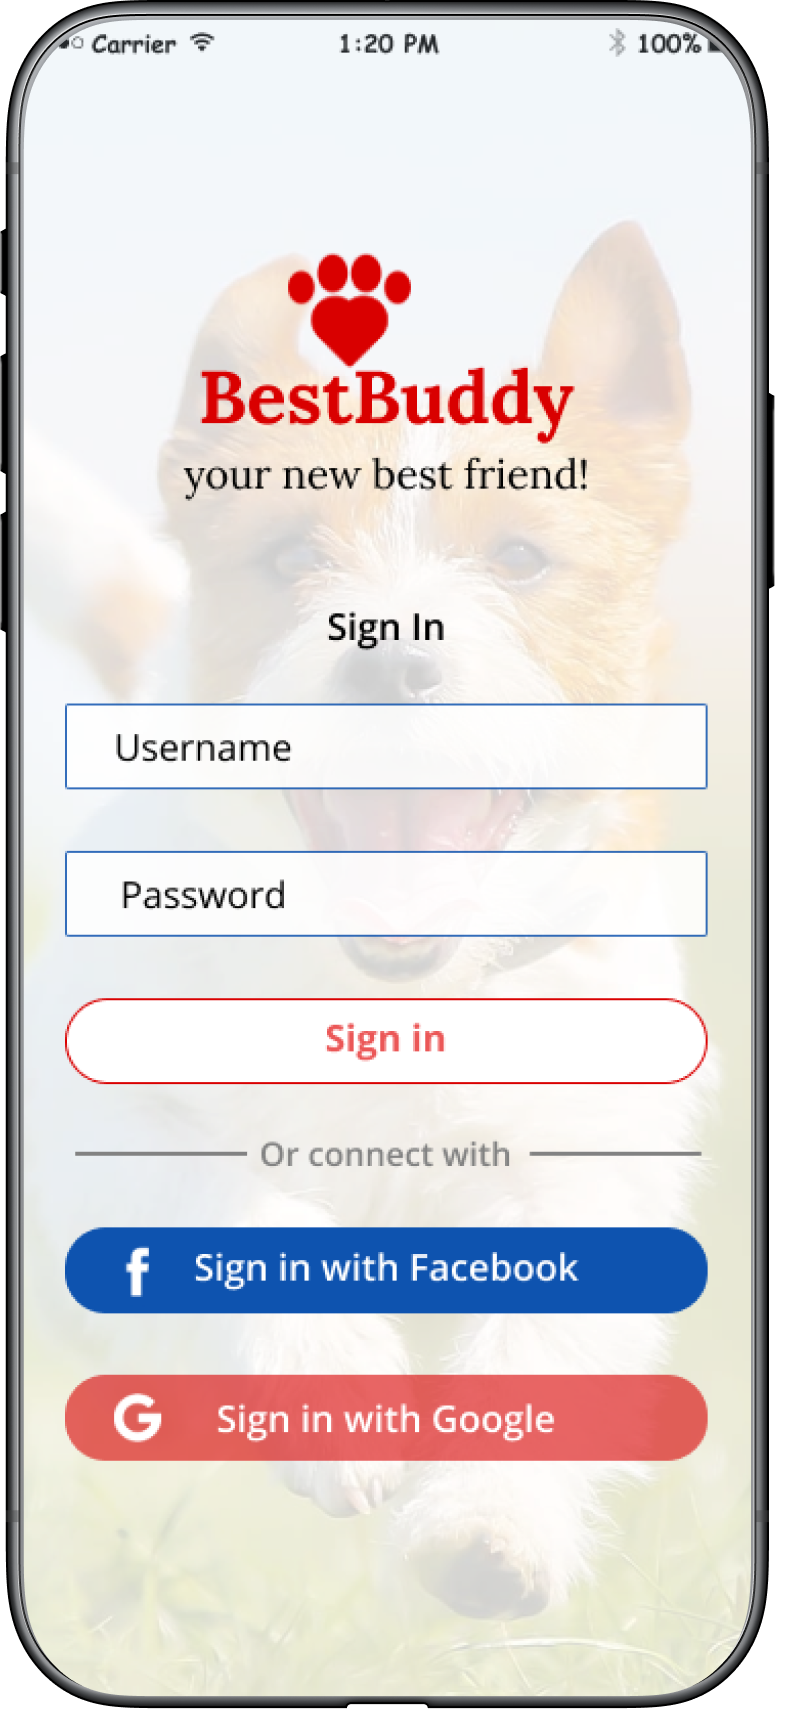 Carrier 1:20 PM 100%
BestBuddy
your new best friend!
Sign In
Username
Password
Sign in
Or connect with
f Sign in with Facebook
G Sign in with Google